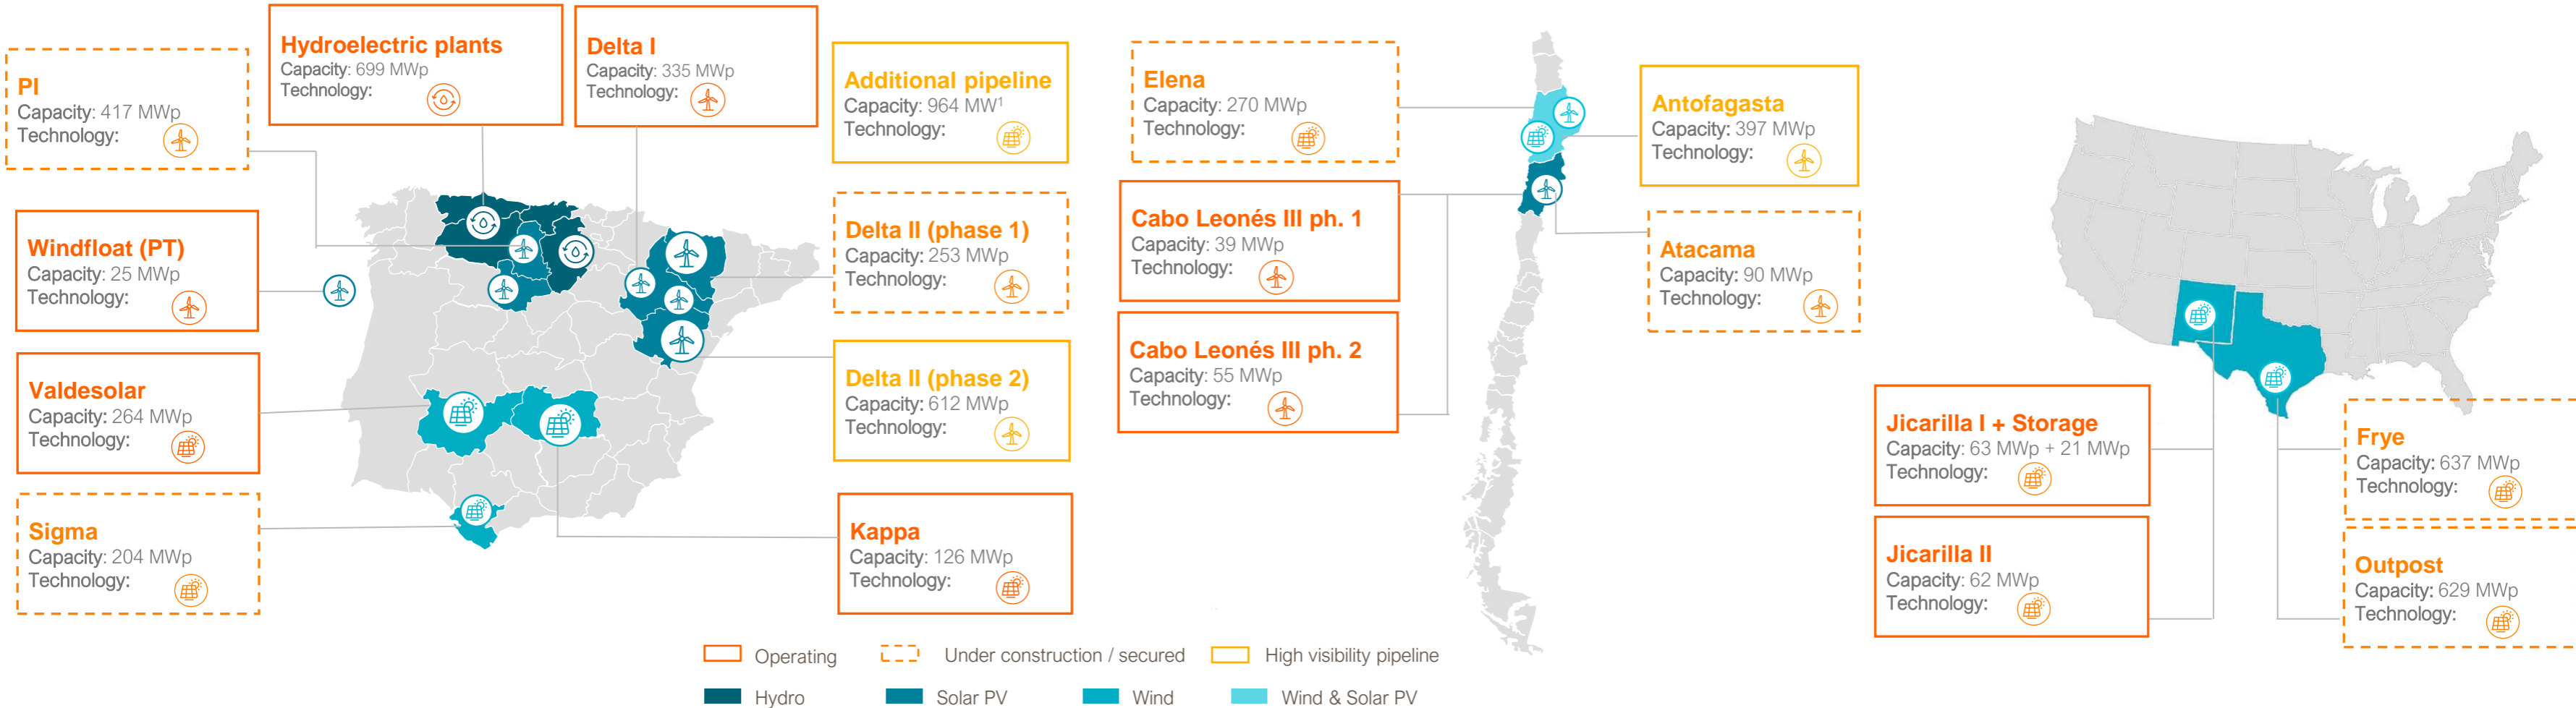 PI
Capacity: 417 MWp
Technology:
Hydroelectric plants
Capacity: 699 MWp
Technology:
Delta I
Capacity: 335 MWp
Technology:
Additional pipeline
Capacity: 964 MW¹
Technology:
Windfloat (PT)
Capacity: 25 MWp
Technology:
Delta II (phase 1)
Capacity: 253 MWp
Technology:
Valdesolar
Capacity: 264 MWp
Technology:
Delta II (phase 2)
Capacity: 612 MWp
Technology:
Sigma
Capacity: 204 MWp
Technology:
Kappa
Capacity: 126 MWp
Technology:
Elena
Capacity: 270 MWp
Technology:
Antofagasta
Capacity: 397 MWp
Technology:
Cabo Leonés III ph. 1
Capacity: 39 MWp
Technology:
Atacama
Capacity: 90 MWp
Technology:
Cabo Leonés III ph. 2
Capacity: 55 MWp
Technology:
Jicarilla I + Storage
Capacity: 63 MWp + 21 MWp
Technology:
Frye
Capacity: 637 MWp
Technology:
Jicarilla II
Capacity: 62 MWp
Technology:
Outpost
Capacity: 629 MWp
Technology:
Operating
Under construction / secured
High visibility pipeline
Hydro
Solar PV
Wind
Wind & Solar PV